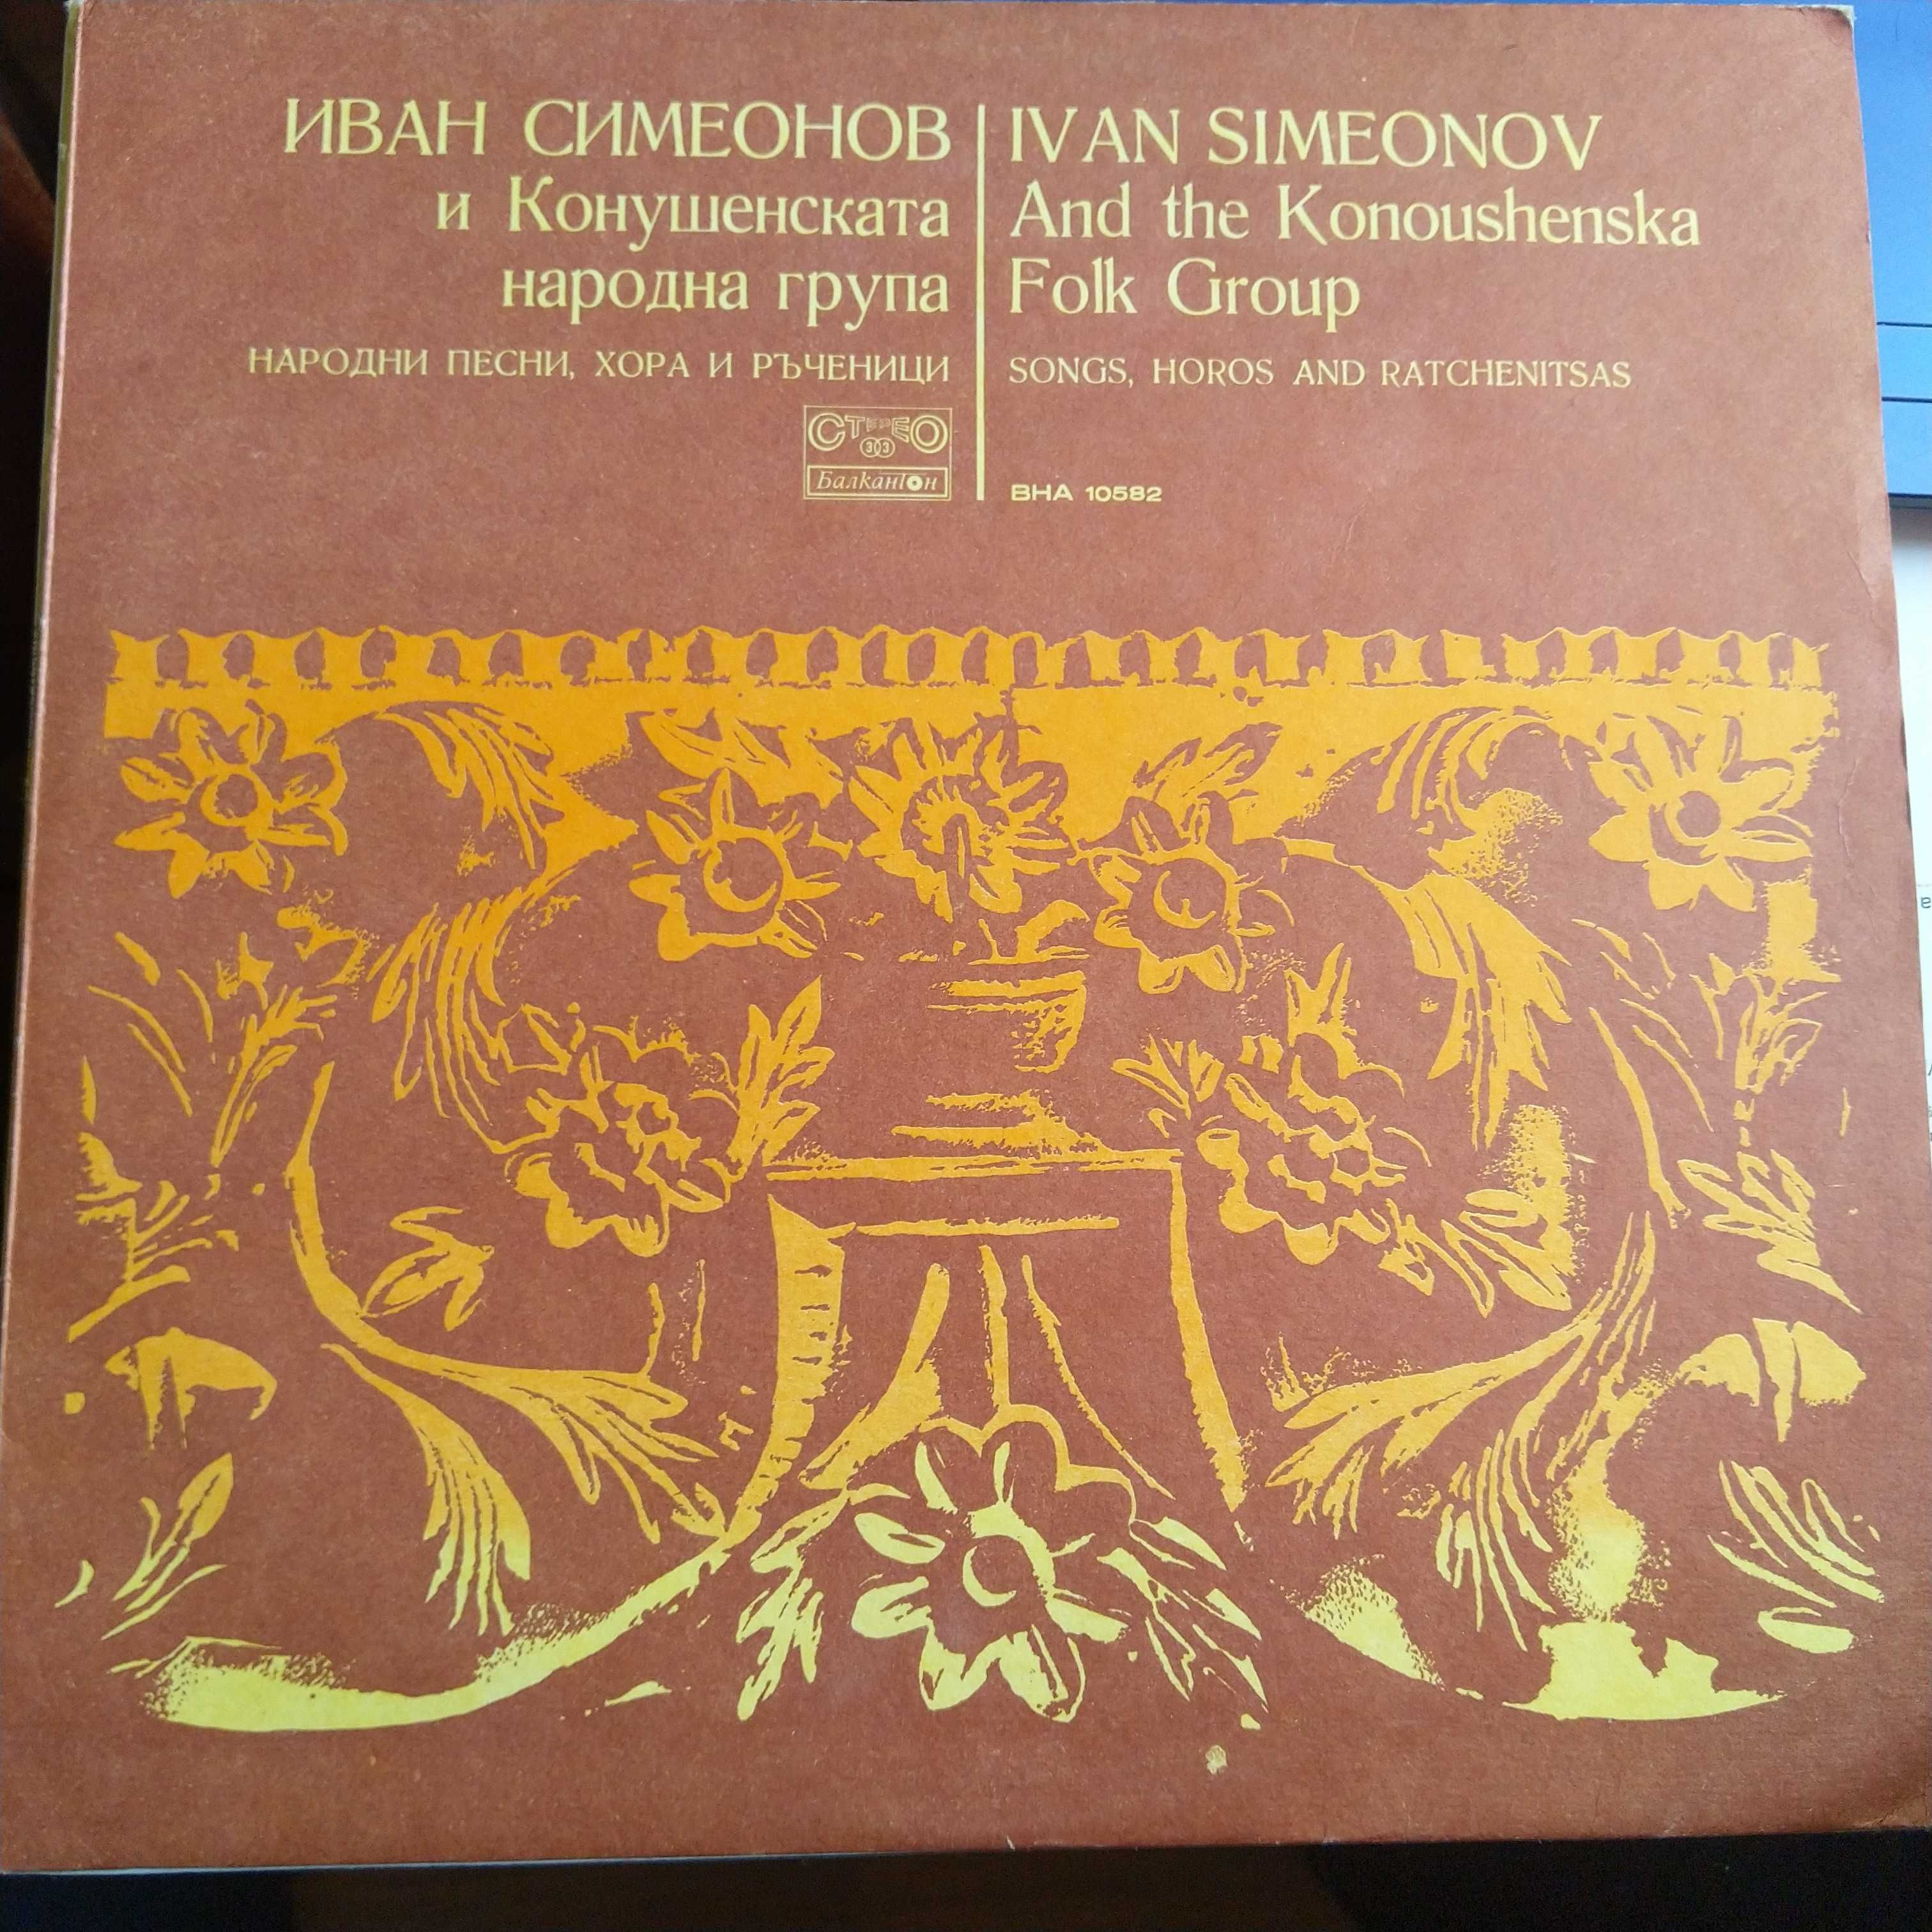 ИВАН СИМЕОНОВ
и Конушенската
народна група
НАРОДНИ ПЕСНИ, ХОРА И РЪЧЕНИЦИ
СТЕРЕО
33
Балкантон
IVAN SIMEONOV
And the Konoushenska
Folk Group
SONGS, HOROS AND RATCHENITSAS
ВНА 10582